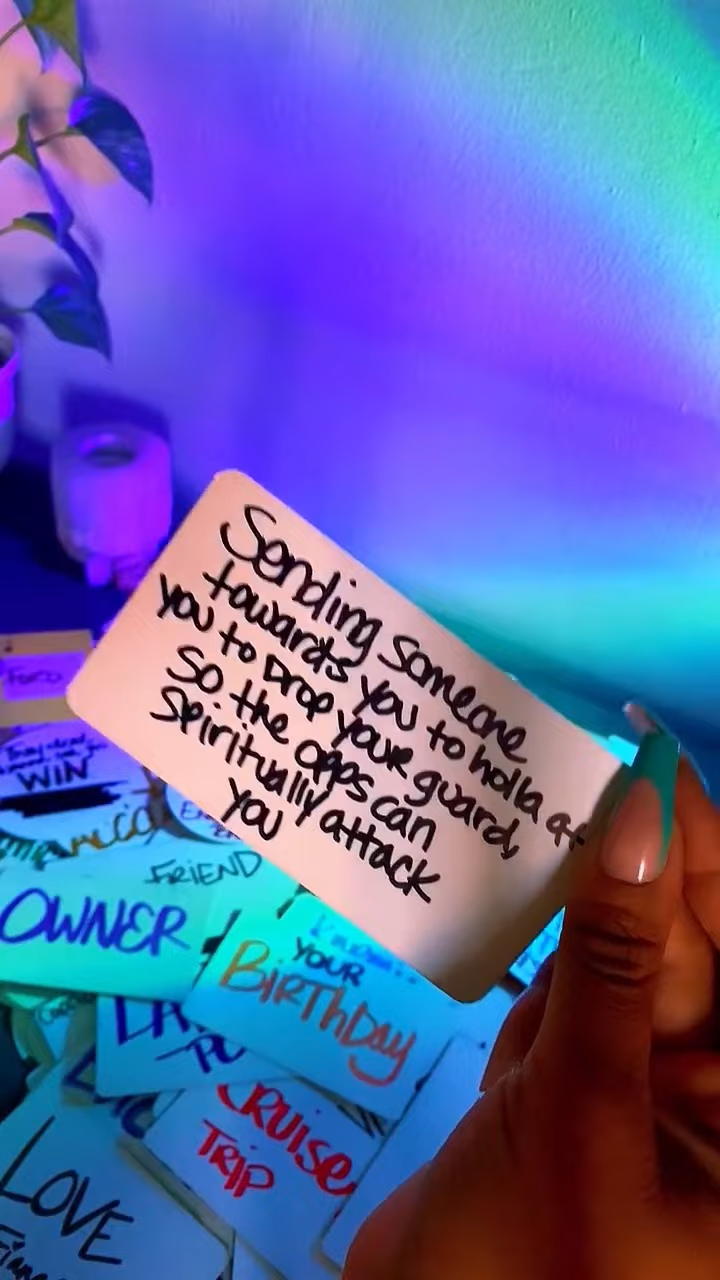 Sending Someone
towards you to holla at
you to Drop your guard,
So the opps can
Spiritually attack
you
WIN
FRIEND
OWNER
YOUR
BirThday
CRUISE
TRIP
LOVE